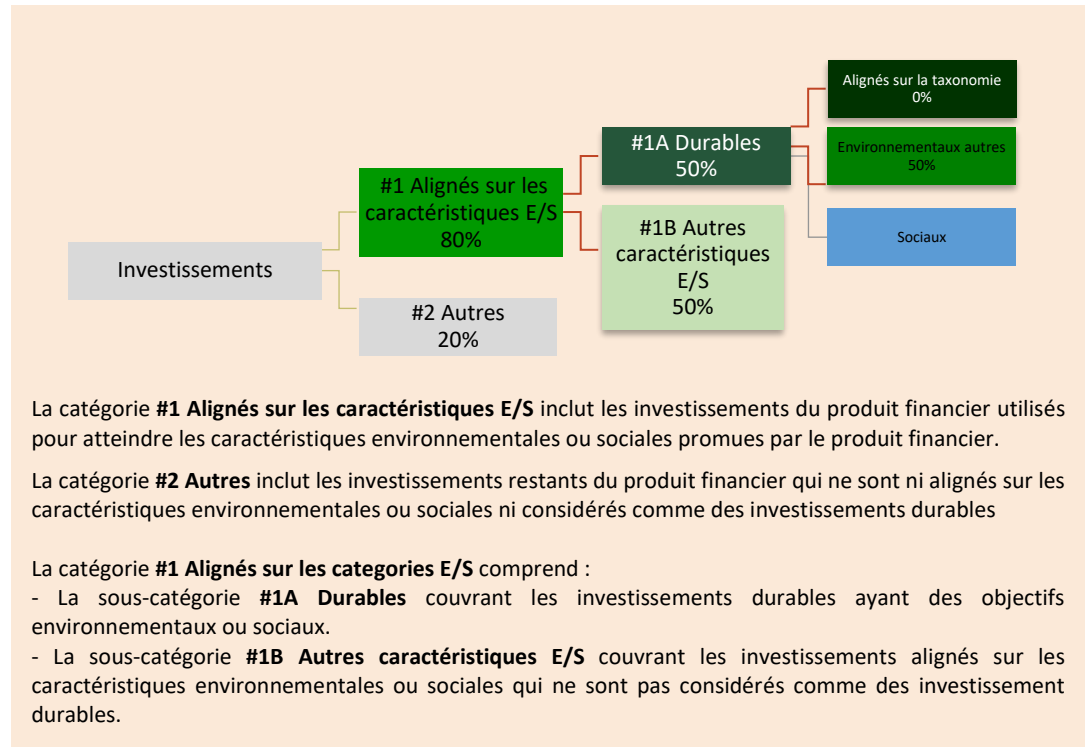 Alignés sur la taxonomie
0%
#1A Durables
50%
Environnementaux autres
50%
#1 Alignés sur les
caractéristiques E/S
80%
#1B Autres
caractéristiques
E/S
50%
Sociaux
Investissements
#2 Autres
20%
La catégorie #1 Alignés sur les caractéristiques E/S inclut les investissements du produit financier utilisés
pour atteindre les caractéristiques environnementales ou sociales promues par le produit financier.
La catégorie #2 Autres inclut les investissements restants du produit financier qui ne sont ni alignés sur les
caractéristiques environnementales ou sociales ni considérés comme des investissements durables
La catégorie #1 Alignés sur les categories E/S comprend :
- La sous-catégorie #1A Durables couvrant les investissements durables ayant des objectifs
environnementaux ou sociaux.
- La sous-catégorie #1B Autres caractéristiques E/S couvrant les investissements alignés sur les
caractéristiques environnementales ou sociales qui ne sont pas considérés comme des investissement
durables.